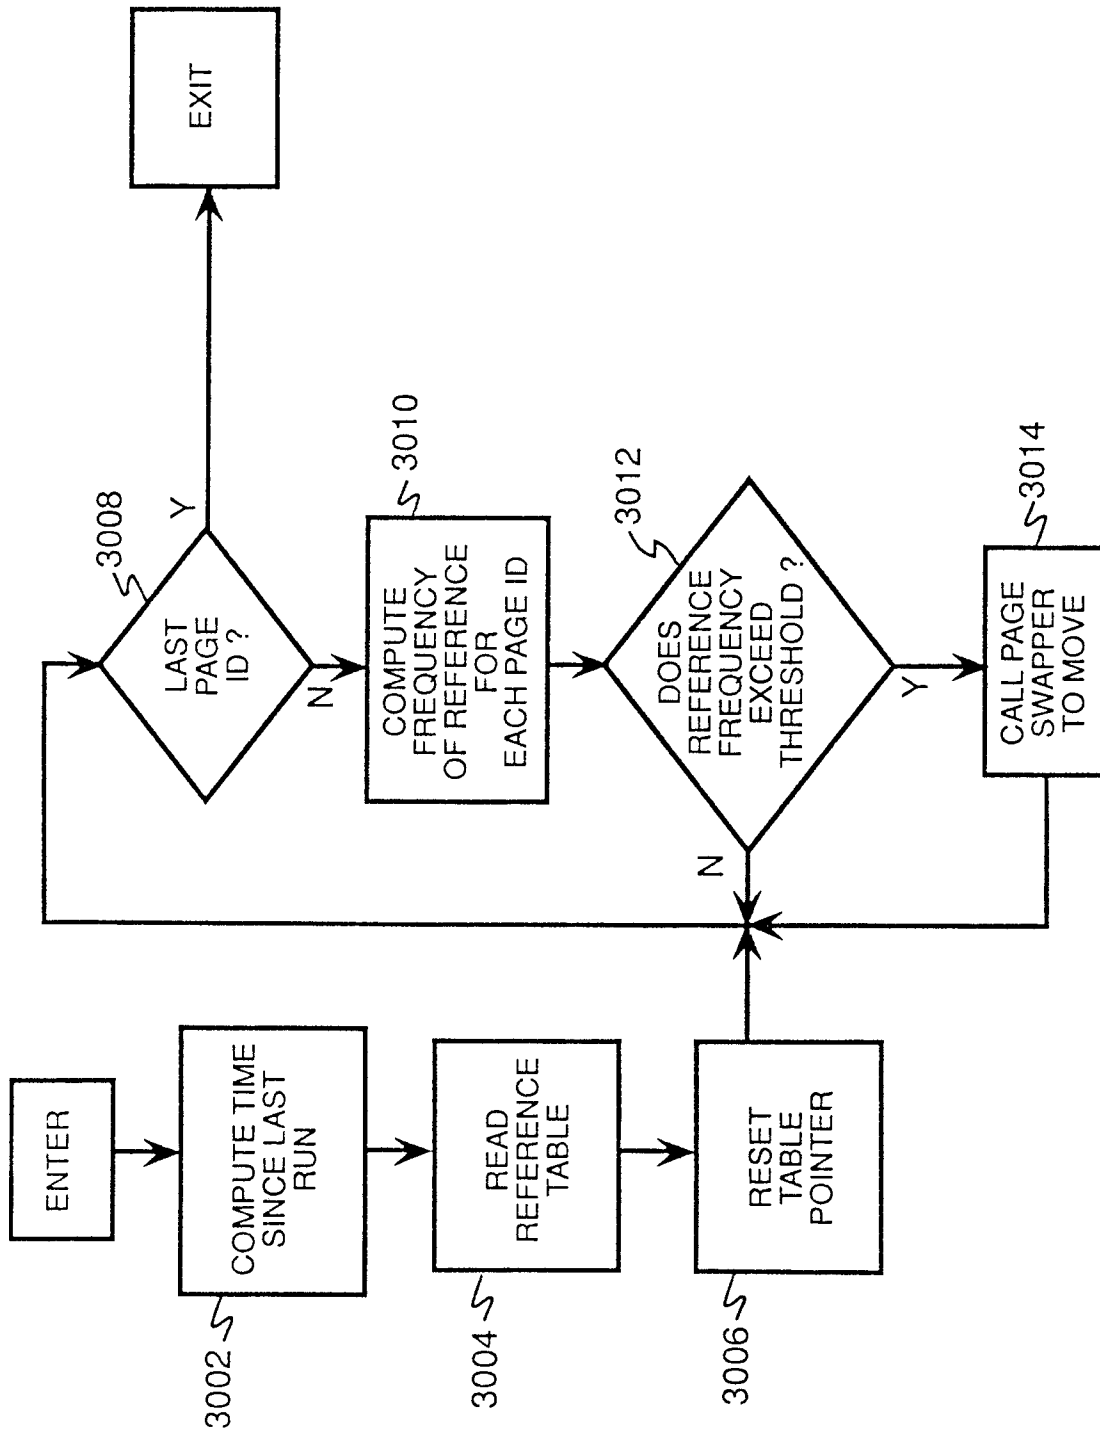 ENTER
COMPUTE TIME
SINCE LAST
RUN
3002
READ
REFERENCE
TABLE
3004
RESET
TABLE
POINTER
3006
LAST
PAGE
ID ?
3008
Y
EXIT
N
COMPUTE
FREQUENCY
OF REFERENCE
FOR
EACH PAGE ID
3010
DOES
REFERENCE
FREQUENCY
EXCEED
THRESHOLD ?
3012
N
Y
CALL PAGE
SWAPPER
TO MOVE
3014